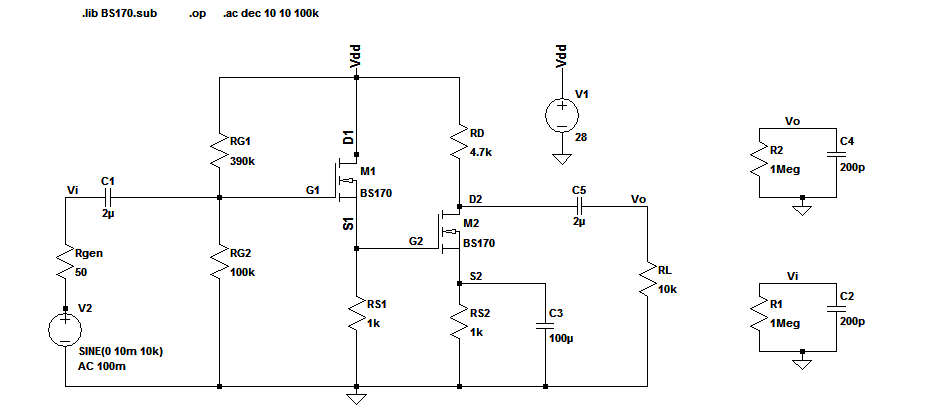 .lib BS170.sub .op .ac dec 10 10 100k
Vdd
Vdd
V1
28
RG1
390k
D1
M1
BS170
RD
4.7k
Vo
R2
1Meg
C4
200p
Vi
C1
2µ
G1
S1
G2
D2
M2
BS170
C5
2µ
Vo
Rgen
50
RG2
100k
S2
RL
10k
Vi
R1
1Meg
C2
200p
V2
SINE(0 10m 10k)
AC 100m
RS1
1k
RS2
1k
C3
100µ